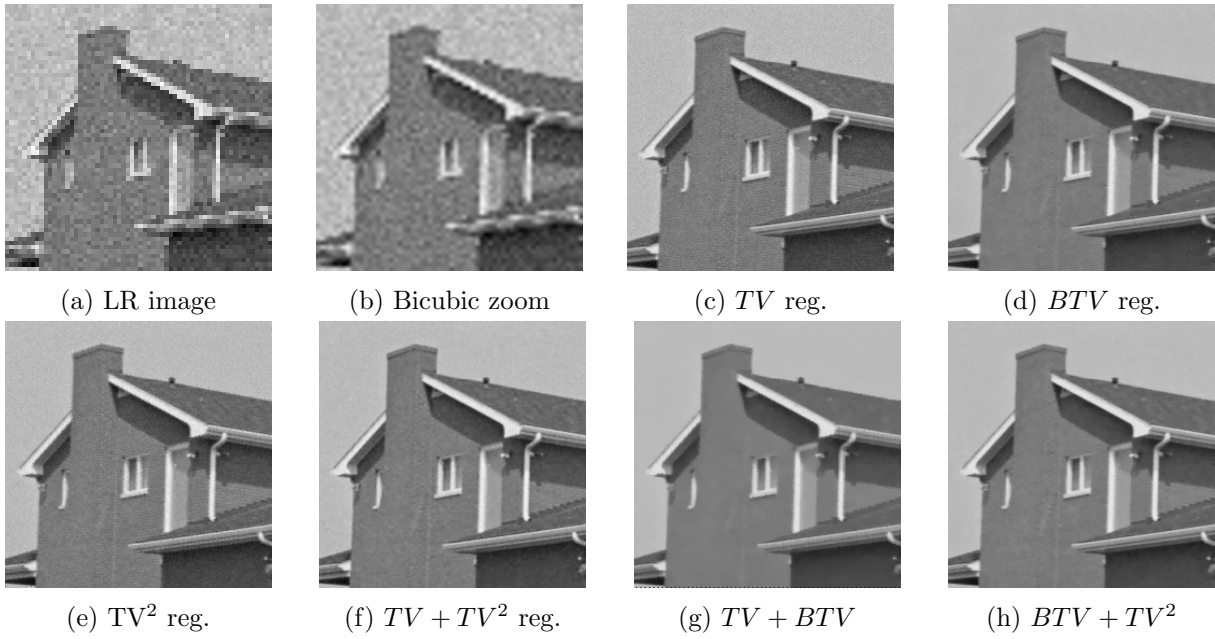 (a) LR image (b) Bicubic zoom (c) TV reg. (d) BTV reg.
(e) TV² reg. (f) TV + TV² reg. (g) TV + BTV (h) BTV + TV²